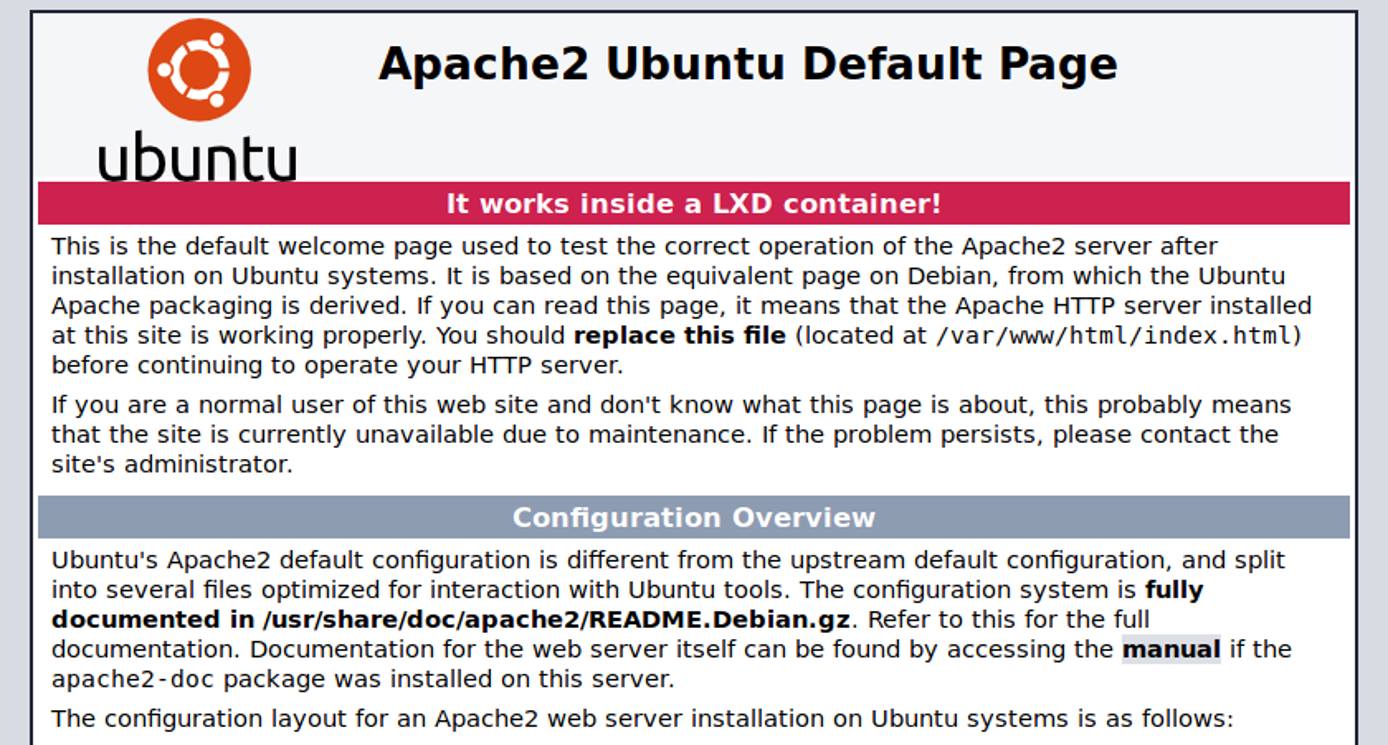 Apache2 Ubuntu Default Page
ubuntu
It works inside a LXD container!
This is the default welcome page used to test the correct operation of the Apache2 server after
installation on Ubuntu systems. It is based on the equivalent page on Debian, from which the Ubuntu
Apache packaging is derived. If you can read this page, it means that the Apache HTTP server installed
at this site is working properly. You should replace this file (located at /var/www/html/index.html)
before continuing to operate your HTTP server.
If you are a normal user of this web site and don't know what this page is about, this probably means
that the site is currently unavailable due to maintenance. If the problem persists, please contact the
site's administrator.
Configuration Overview
Ubuntu's Apache2 default configuration is different from the upstream default configuration, and split
into several files optimized for interaction with Ubuntu tools. The configuration system is fully
documented in /usr/share/doc/apache2/README.Debian.gz. Refer to this for the full
documentation. Documentation for the web server itself can be found by accessing the manual if the
apache2-doc package was installed on this server.
The configuration layout for an Apache2 web server installation on Ubuntu systems is as follows: